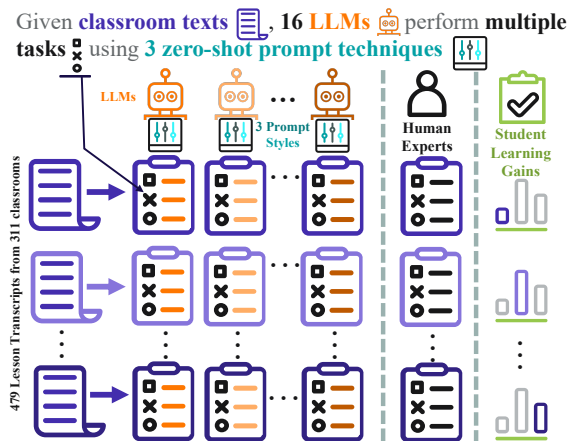 Given classroom texts , 16 LLMs perform multiple
tasks using 3 zero-shot prompt techniques
LLMs
3 Prompt
Styles
Human
Experts
Student
Learning
Gains
479 Lesson Transcripts from 311 classrooms